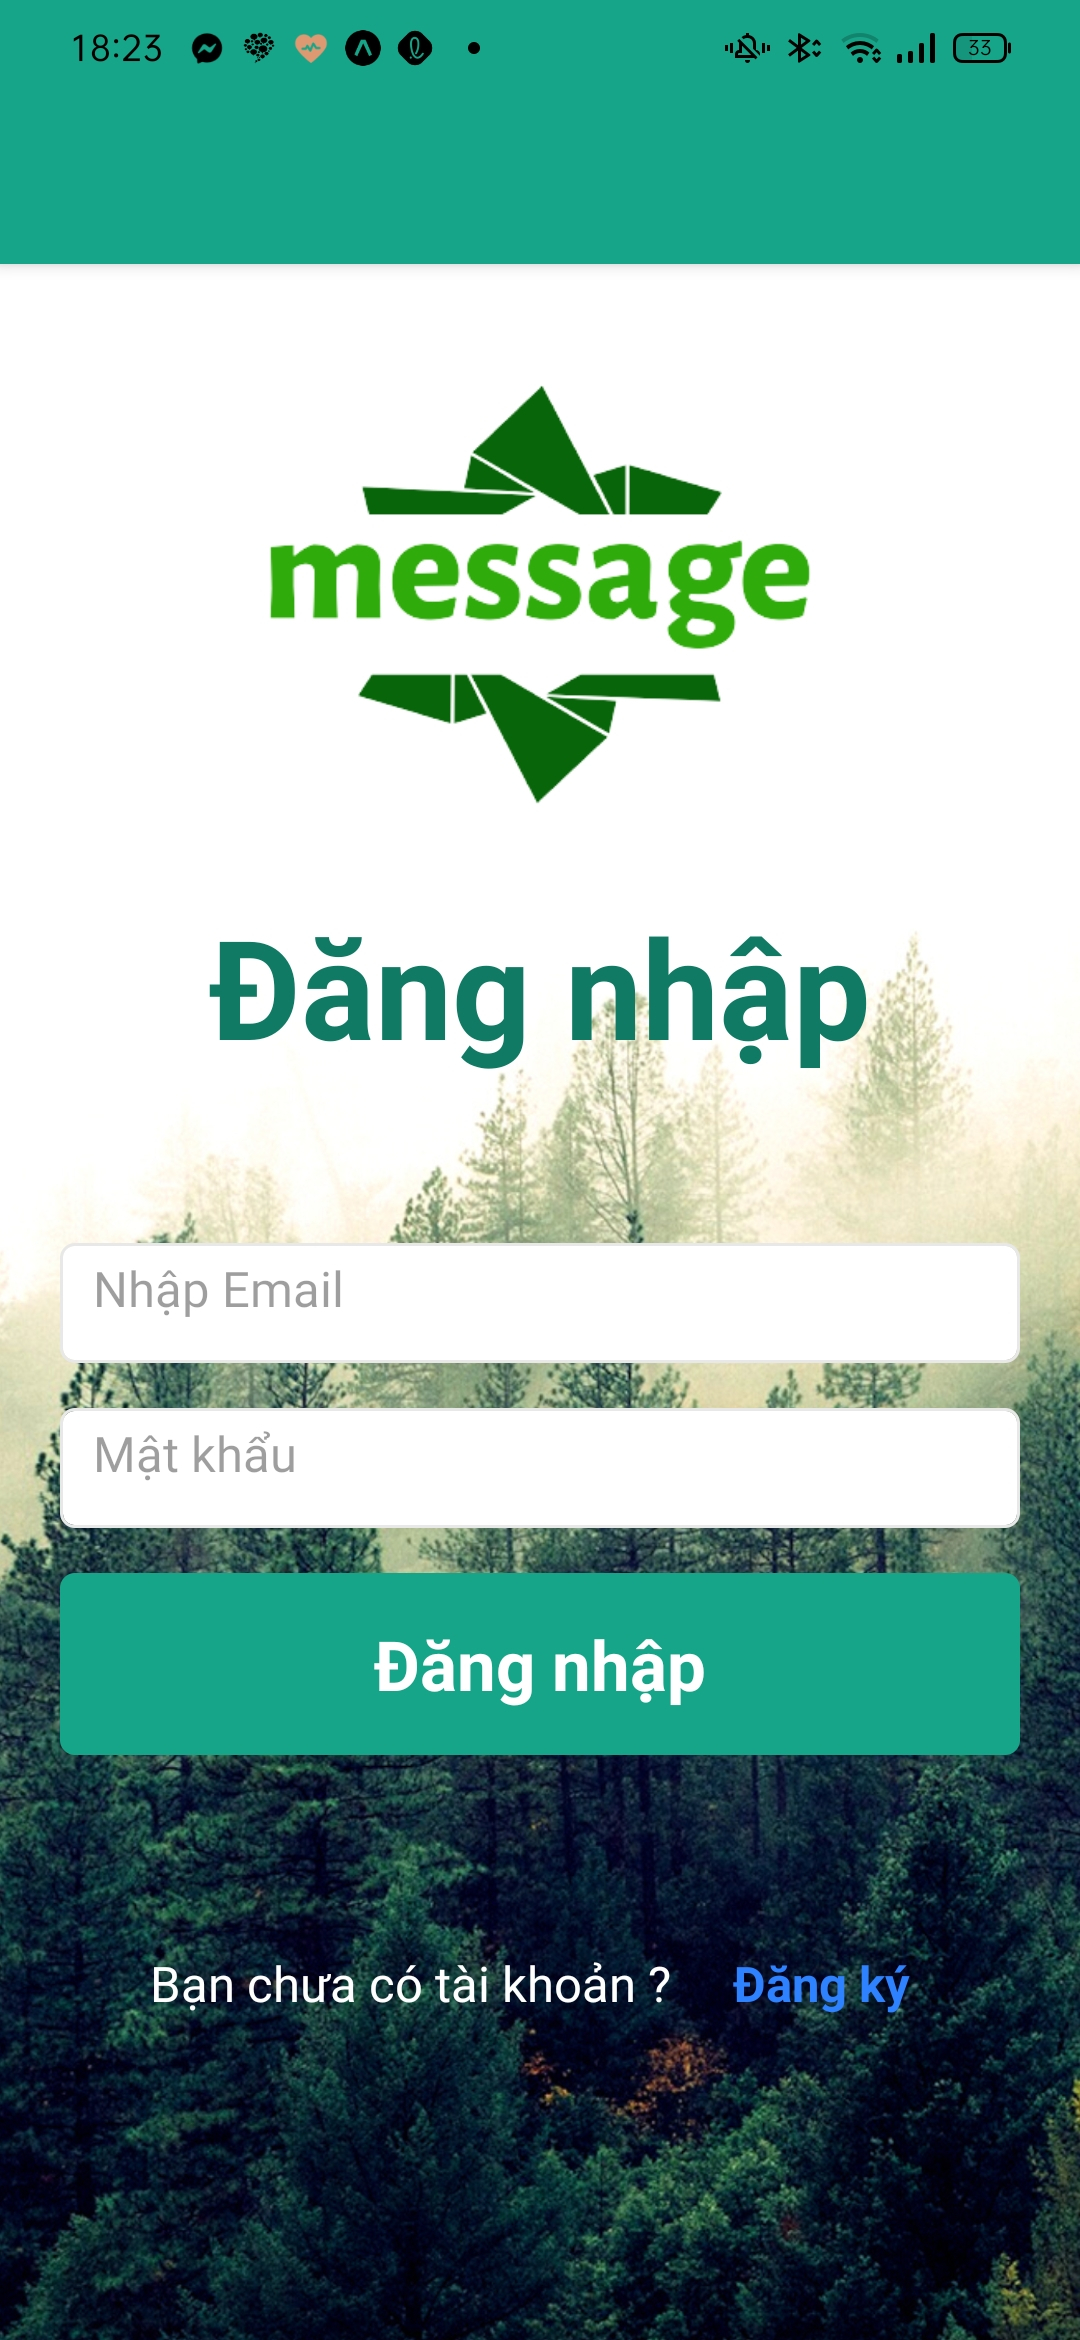 18:23
33
message
Đăng nhập
Nhập Email
Mật khẩu
Đăng nhập
Bạn chưa có tài khoản ? Đăng ký